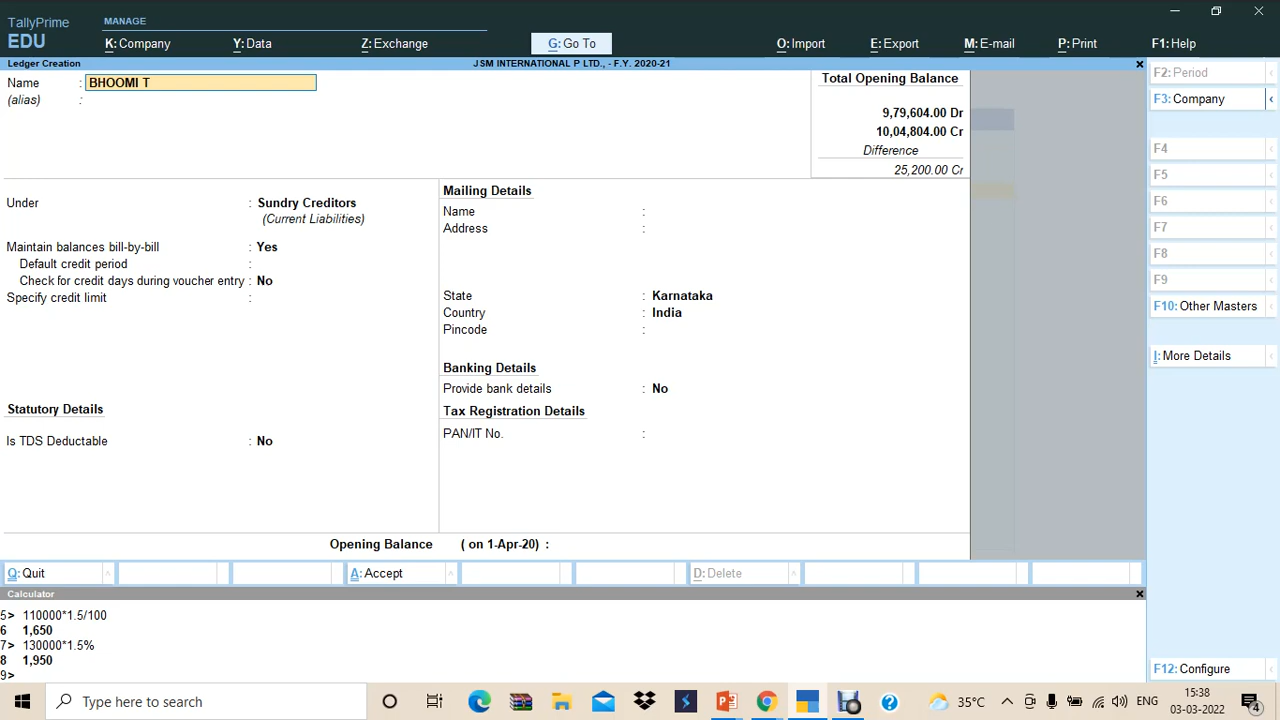 TallyPrime
EDU
MANAGE
K: Company
Y: Data
Z: Exchange
G: Go To
O: Import
E: Export
M: E-mail
P: Print
F1: Help
Ledger Creation
JSM INTERNATIONAL P LTD., - F.Y. 2020-21
Name : BHOOMI T
(alias) :
Total Opening Balance
9,79,604.00 Dr
10,04,804.00 Cr
Difference
25,200.00 Cr
Under : Sundry Creditors
(Current Liabilities)
Maintain balances bill-by-bill : Yes
Default credit period :
Check for credit days during voucher entry : No
Specify credit limit :
Statutory Details
Is TDS Deductable : No
Mailing Details
Name :
Address :
State : Karnataka
Country : India
Pincode :
Banking Details
Provide bank details : No
Tax Registration Details
PAN/IT No. :
Opening Balance ( on 1-Apr-20) :
F2: Period
F3: Company
F4
F5
F6
F7
F8
F9
F10: Other Masters
I: More Details
F12: Configure
Q: Quit
A: Accept
D: Delete
Calculator
5> 110000*1.5/100
6 1,650
7> 130000*1.5%
8 1,950
9>
Type here to search
35°C
ENG
15:38
03-03-2022
4